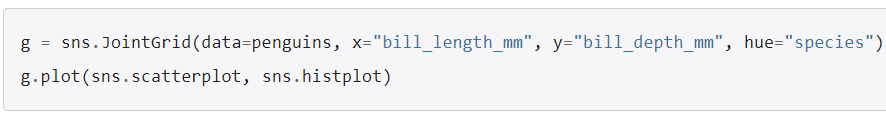 g = sns.JointGrid(data=penguins, x="bill_length_mm", y="bill_depth_mm", hue="species")
g.plot(sns.scatterplot, sns.histplot)